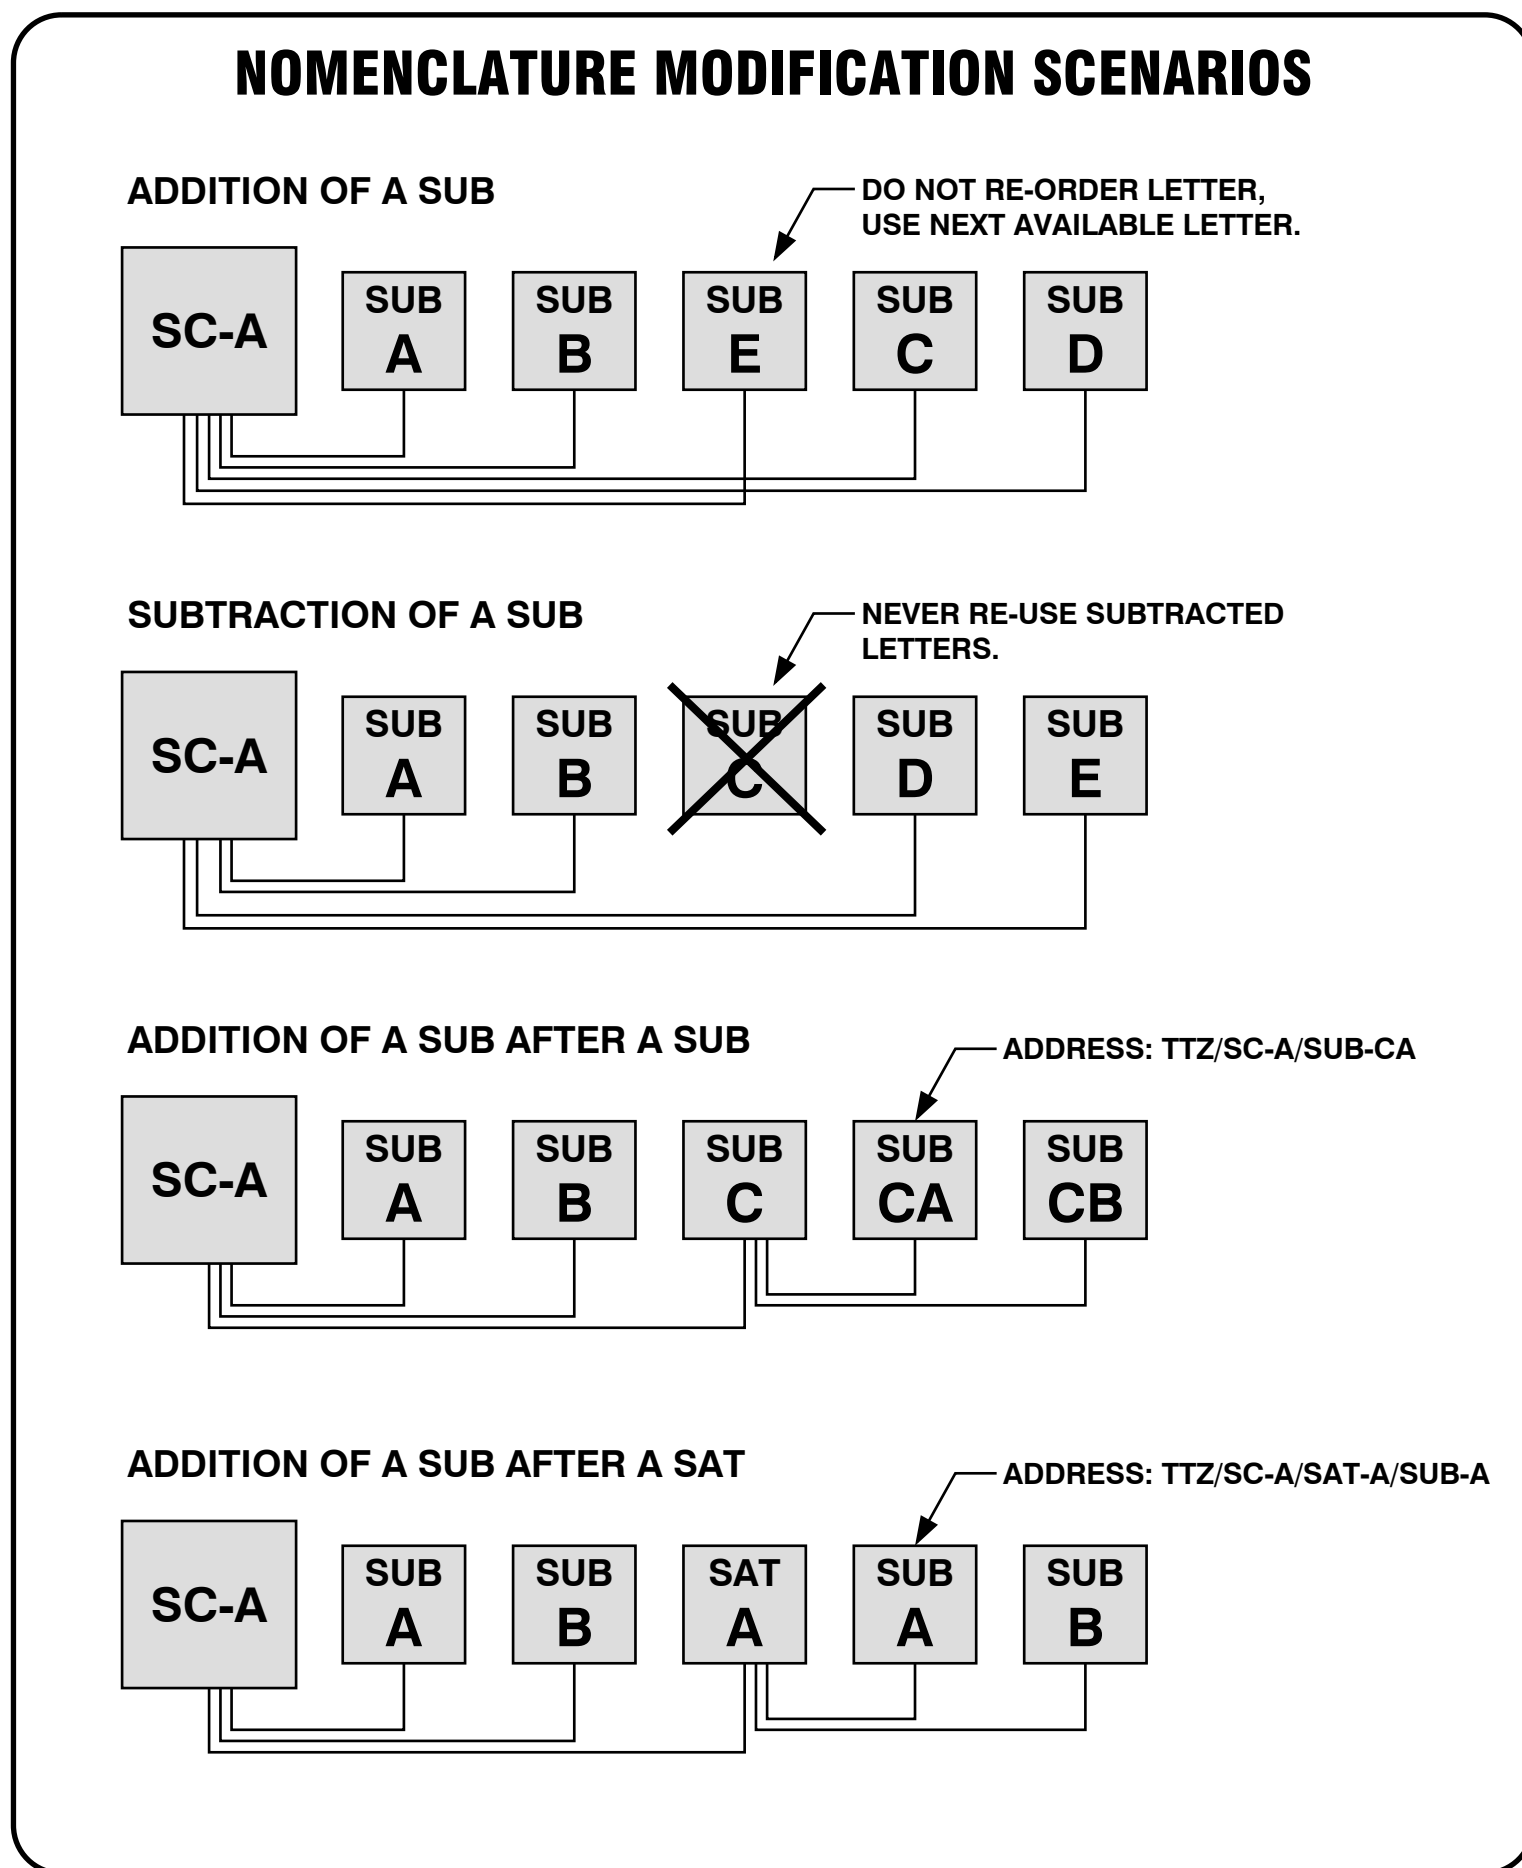 NOMENCLATURE MODIFICATION SCENARIOS
ADDITION OF A SUB
DO NOT RE-ORDER LETTER,
USE NEXT AVAILABLE LETTER.
SC-A
SUB
A
SUB
B
SUB
E
SUB
C
SUB
D
SUBTRACTION OF A SUB
NEVER RE-USE SUBTRACTED
LETTERS.
SC-A
SUB
A
SUB
B
SUB
C
SUB
D
SUB
E
ADDITION OF A SUB AFTER A SUB
ADDRESS: TTZ/SC-A/SUB-CA
SC-A
SUB
A
SUB
B
SUB
C
SUB
CA
SUB
CB
ADDITION OF A SUB AFTER A SAT
ADDRESS: TTZ/SC-A/SAT-A/SUB-A
SC-A
SUB
A
SUB
B
SAT
A
SUB
A
SUB
B